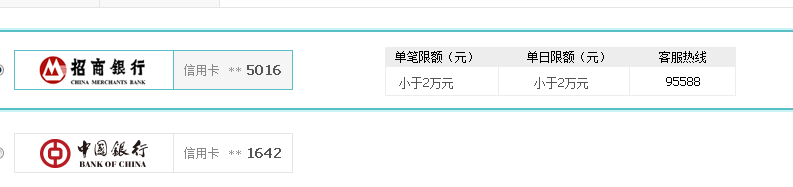 单笔限额（元） 单日限额（元） 客服热线
招商银行 CHINA MERCHANTS BANK 信用卡 ** 5016 小于2万元 小于2万元 95588
中国银行 BANK OF CHINA 信用卡 ** 1642